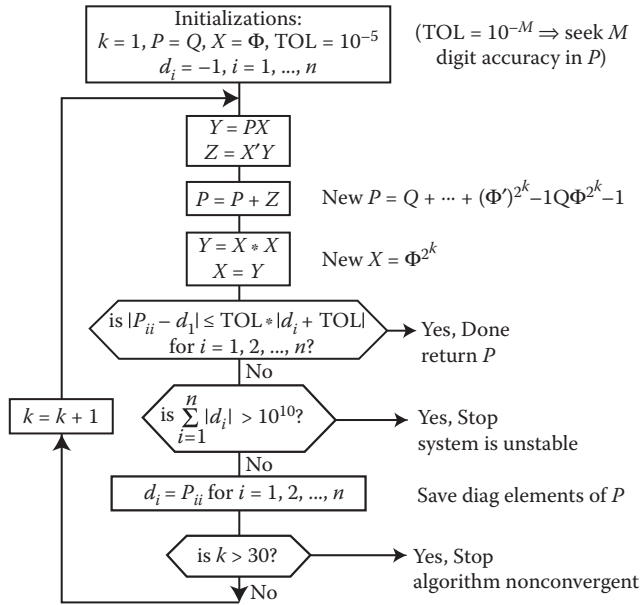 Initializations:
k = 1, P = Q, X = Φ, TOL = 10⁻⁵
dᵢ = −1, i = 1, ..., n
(TOL = 10⁻ᴹ ⇒ seek M
digit accuracy in P)
Y = PX
Z = X′Y
P = P + Z
New P = Q + ··· + (Φ′)^2^k−1QΦ^2^k−1
Y = X * X
X = Y
New X = Φ^2^k
is |Pᵢᵢ − d₁| ≤ TOL * |dᵢ + TOL|
for i = 1, 2, ..., n?
Yes, Done
return P
No
k = k + 1
n
is ∑ |dᵢ| > 10¹⁰?
i=1
Yes, Stop
system is unstable
No
dᵢ = Pᵢᵢ for i = 1, 2, ..., n
Save diag elements of P
is k > 30?
Yes, Stop
algorithm nonconvergent
No